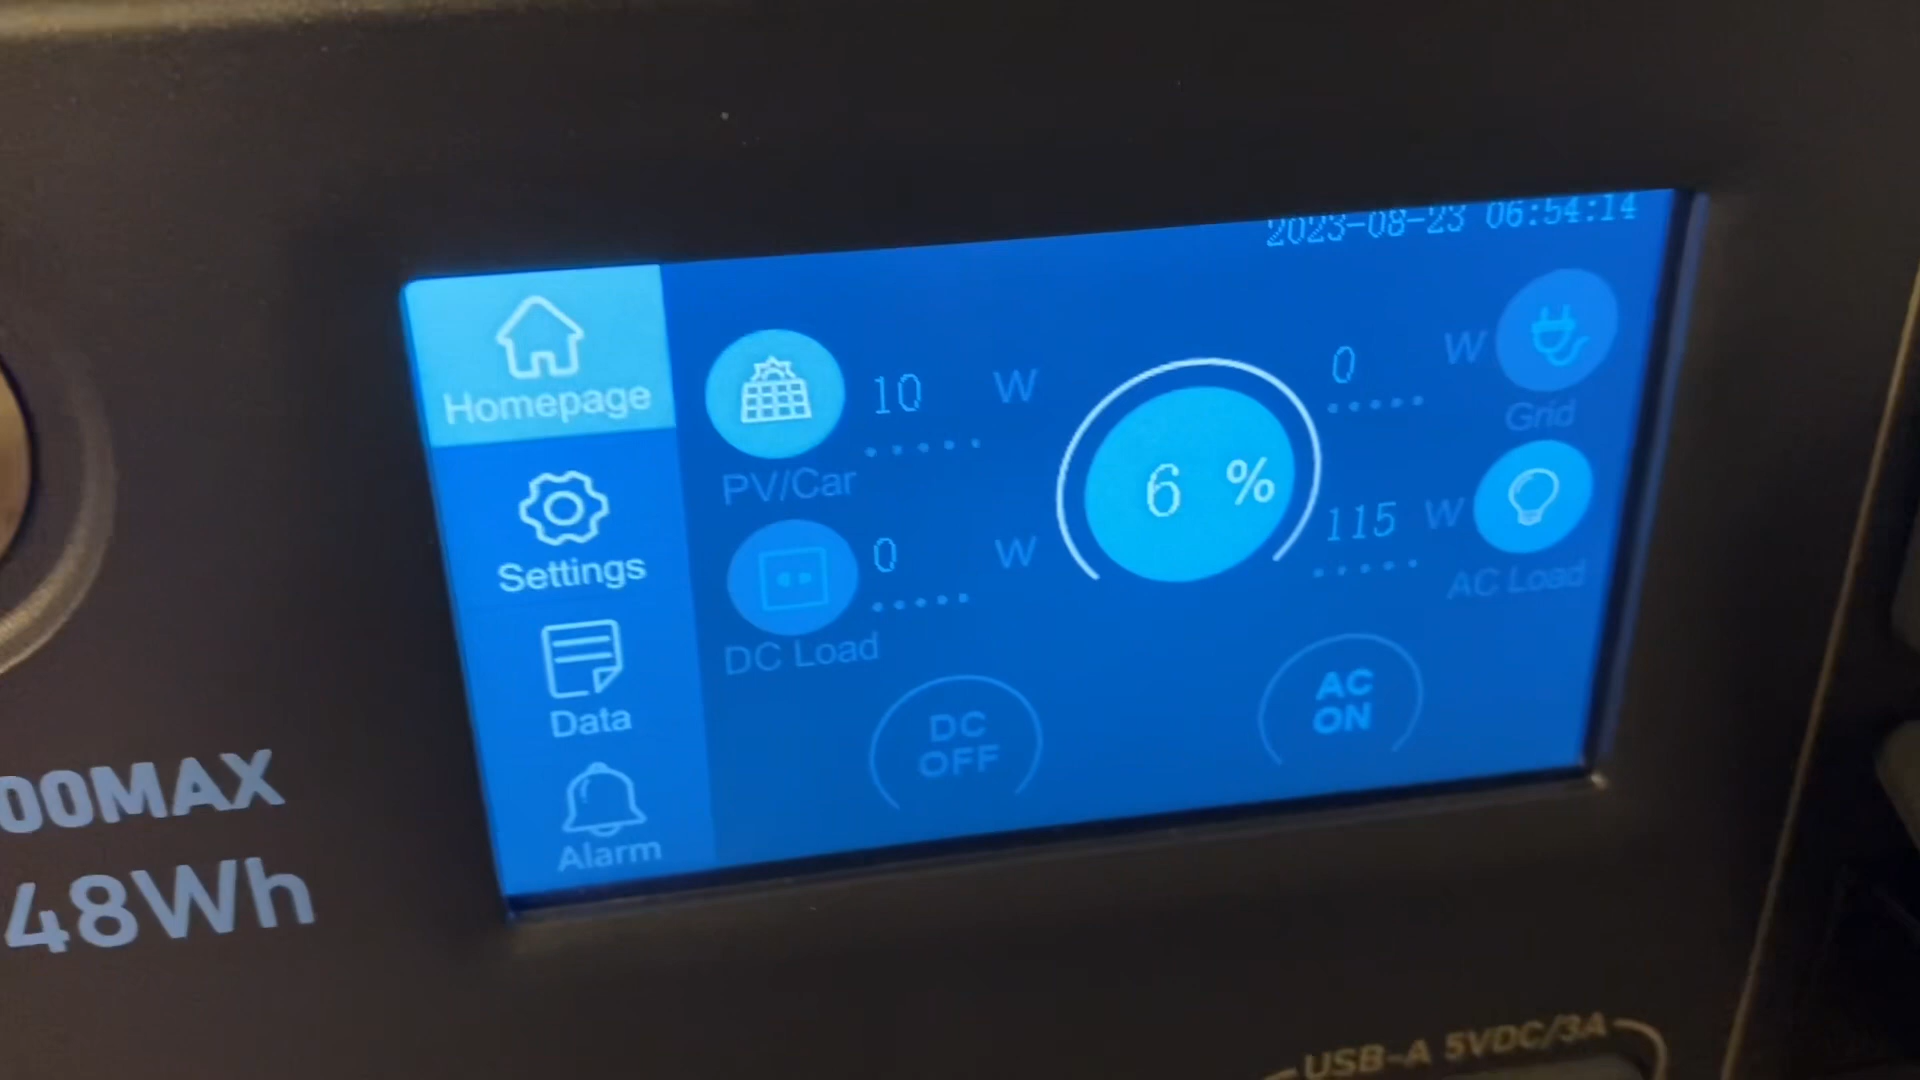 2023-08-23 06:54:14
Homepage
Settings
Data
Alarm
10 W
PV/Car
0 W
DC Load
6 %
0 W
Grid
115 W
AC Load
DC
OFF
AC
ON
00MAX
48Wh
USB-A 5VDC/3A